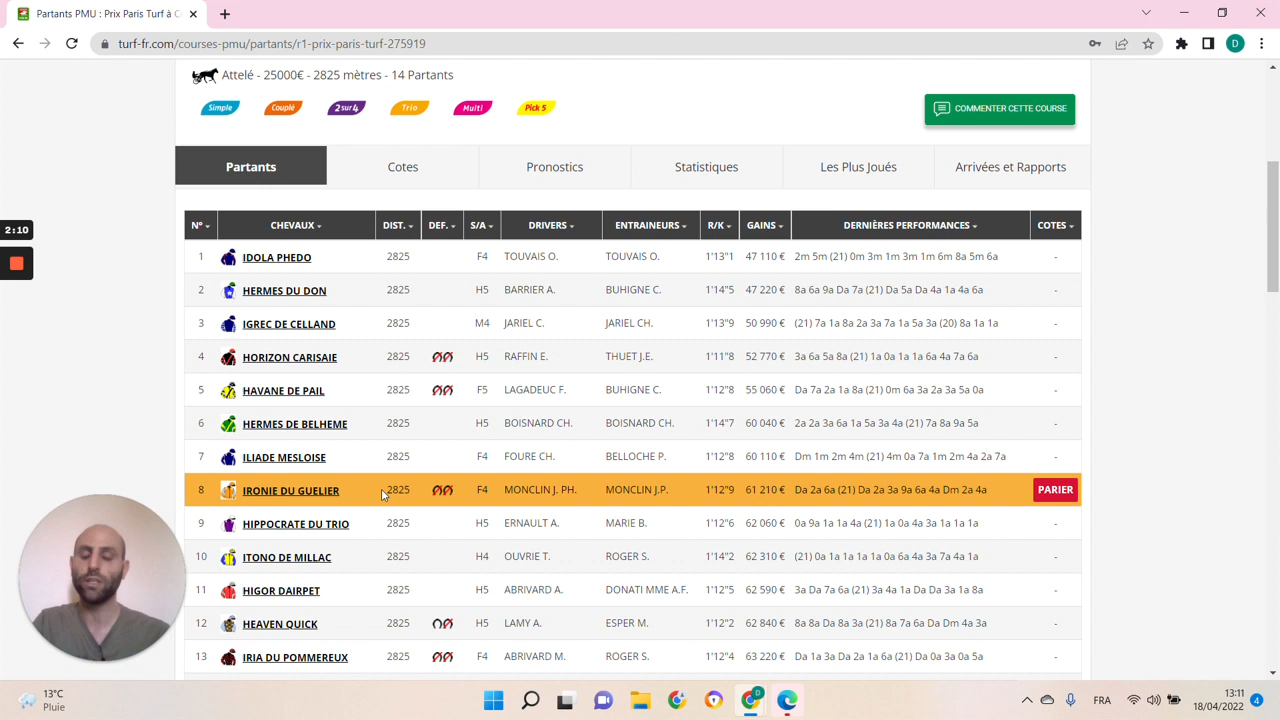 Partants PMU : Prix Paris Turf à C
turf-fr.com/courses-pmu/partants/r1-prix-paris-turf-275919
D
Attelé - 25000€ - 2825 mètres - 14 Partants
Simple Couplé 2 sur 4 Trio Multi Pick 5
COMMENTER CETTE COURSE
Partants Cotes Pronostics Statistiques Les Plus Joués Arrivées et Rapports
2:10
N° CHEVAUX DIST. DEF. S/A DRIVERS ENTRAINEURS R/K GAINS DERNIÈRES PERFORMANCES COTES
1 IDOLA PHEDO 2825 F4 TOUVAIS O. TOUVAIS O. 1'13"1 47 110 € 2m 5m (21) 0m 3m 1m 3m 1m 6m 8a 5m 6a -
2 HERMES DU DON 2825 H5 BARRIER A. BUHIGNE C. 1'14"5 47 220 € 8a 6a 9a Da 7a (21) Da 5a Da 4a 1a 4a 6a -
3 IGREC DE CELLAND 2825 M4 JARIEL C. JARIEL CH. 1'13"9 50 990 € (21) 7a 1a 8a 2a 3a 7a 1a 5a 3a (20) 8a 1a 1a -
4 HORIZON CARISAIE 2825 H5 RAFFIN E. THUET J.E. 1'11"8 52 770 € 3a 6a 5a 8a (21) 1a 0a 1a 1a 6a 4a 7a 6a -
5 HAVANE DE PAIL 2825 F5 LAGADEUC F. BUHIGNE C. 1'12"8 55 060 € Da 7a 2a 1a 8a (21) 0m 6a 3a 2a 3a 5a 0a -
6 HERMES DE BELHEME 2825 H5 BOISNARD CH. BOISNARD CH. 1'14"7 60 040 € 2a 2a 3a 6a 1a 5a 3a 4a (21) 7a 8a 9a 5a -
7 ILIADE MESLOISE 2825 F4 FOURE CH. BELLOCHE P. 1'12"8 60 110 € Dm 1m 2m 4m (21) 4m 0a 7a 1m 2m 4a 2a 7a -
8 IRONIE DU GUELIER 2825 F4 MONCLIN J. PH. MONCLIN J.P. 1'12"9 61 210 € Da 2a 6a (21) Da 2a 3a 9a 6a 4a Dm 2a 4a PARIER
9 HIPPOCRATE DU TRIO 2825 H5 ERNAULT A. MARIE B. 1'12"6 62 060 € 0a 9a 1a 1a 4a (21) 1a 0a 4a 3a 1a 1a 1a -
10 ITONO DE MILLAC 2825 H4 OUVRIE T. ROGER S. 1'14"2 62 310 € (21) 0a 1a 1a 1a 1a 0a 6a 4a 3a 7a 4a 1a -
11 HIGOR DAIRPET 2825 H5 ABRIVARD A. DONATI MME A.F. 1'12"5 62 590 € 3a Da 7a 6a (21) 3a 4a 1a Da Da 3a 1a 8a -
12 HEAVEN QUICK 2825 H5 LAMY A. ESPER M. 1'12"2 62 840 € 8a 8a Da 8a 3a (21) 8a 7a 6a Da Dm 4a 3a -
13 IRIA DU POMMEREUX 2825 F4 ABRIVARD M. ROGER S. 1'12"4 63 220 € Da 1a 3a Da 2a 1a 6a (21) Da 0a 3a 0a 5a -
13°C
Pluie
D
FRA
13:11
18/04/2022
4